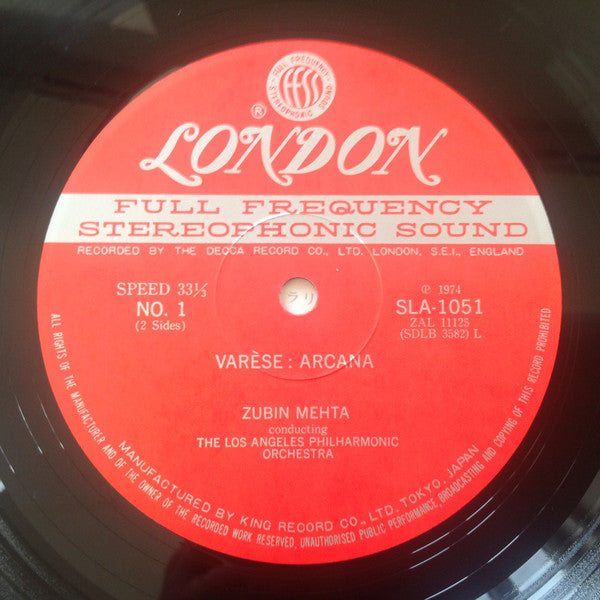 FULL FREQUENCY
ffss
STEREOPHONIC SOUND
®
LONDON
FULL FREQUENCY
STEREOPHONIC SOUND
RECORDED BY THE DECCA RECORD CO., LTD. LONDON, S.E.I., ENGLAND
SPEED 33⅓
NO. 1
(2 Sides)
ラリ
℗ 1974
SLA-1051
ZAL 11125
(SDLB 3582) L
VARÈSE : ARCANA
ZUBIN MEHTA
conducting
THE LOS ANGELES PHILHARMONIC
ORCHESTRA
ALL RIGHTS OF THE MANUFACTURER AND OF THE OWNER OF THE RECORDED WORK RESERVED, UNAUTHORISED PUBLIC PERFORMANCE, BROADCASTING AND COPYING OF THIS RECORD PROHIBITED
MANUFACTURED BY KING RECORD CO., LTD. TOKYO, JAPAN